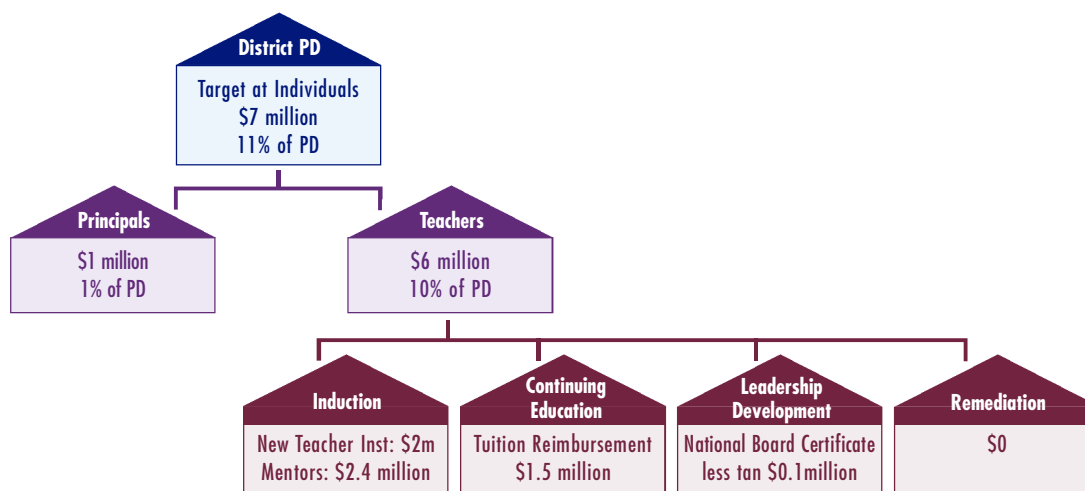 District PD
Target at Individuals
$7 million
11% of PD
Principals
$1 million
1% of PD
Teachers
$6 million
10% of PD
Induction
New Teacher Inst: $2m
Mentors: $2.4 million
Continuing
Education
Tuition Reimbursement
$1.5 million
Leadership
Development
National Board Certificate
less tan $0.1million
Remediation
$0